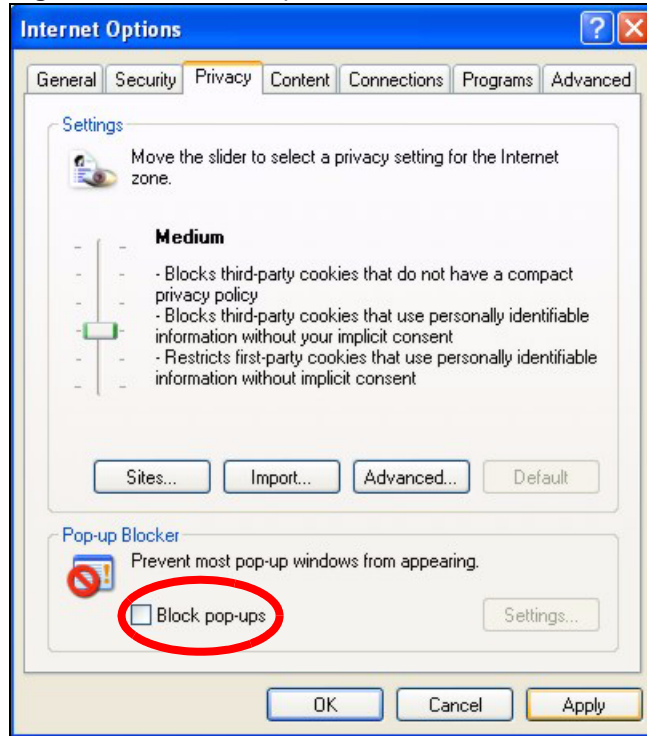 Internet Options
General Security Privacy Content Connections Programs Advanced
Settings
Move the slider to select a privacy setting for the Internet
zone.
Medium
- Blocks third-party cookies that do not have a compact
privacy policy
- Blocks third-party cookies that use personally identifiable
information without your implicit consent
- Restricts first-party cookies that use personally identifiable
information without implicit consent
Sites... Import... Advanced... Default
Pop-up Blocker
Prevent most pop-up windows from appearing.
Block pop-ups Settings...
OK Cancel Apply